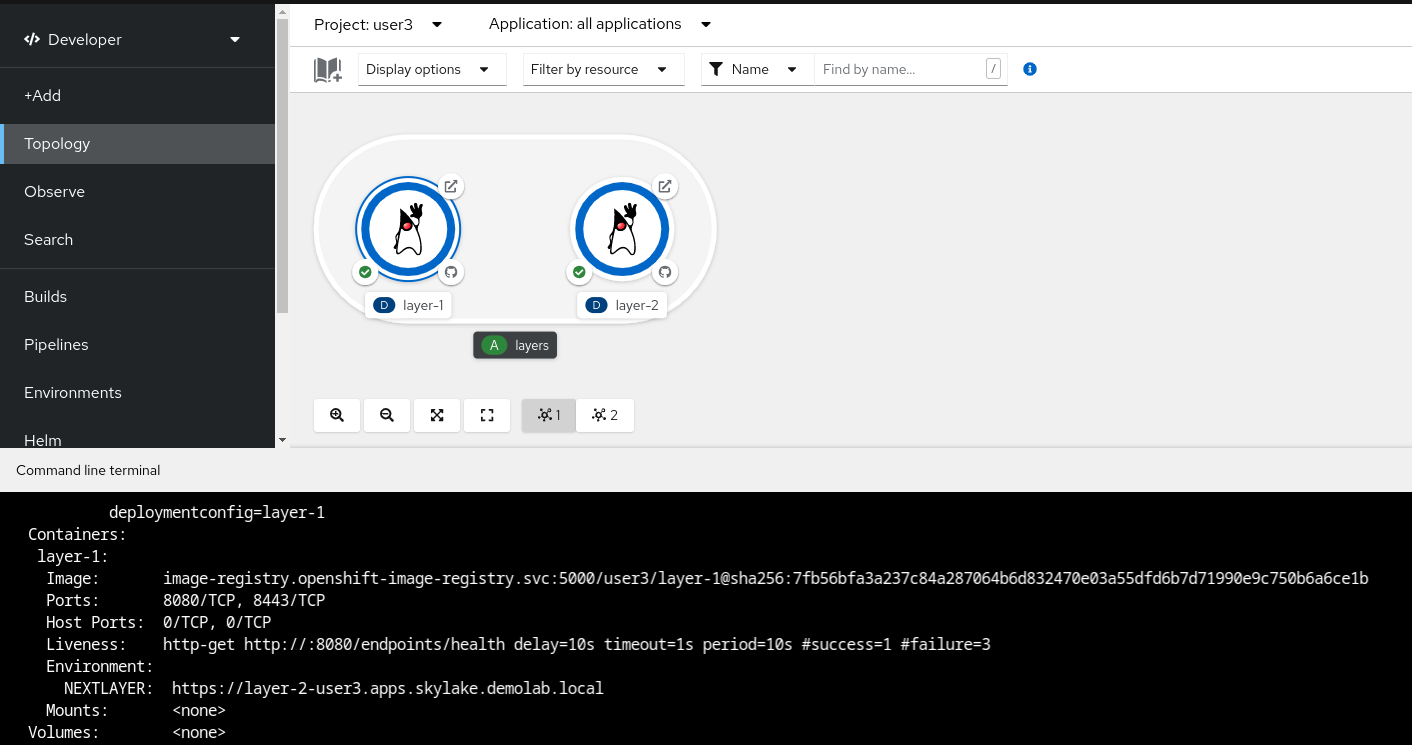 Developer
Project: user3
Application: all applications
Display options
Filter by resource
Name
Find by name...
/
+Add
Topology
Observe
Search
Builds
Pipelines
Environments
Helm
D layer-1
D layer-2
A layers
1
2
Command line terminal
deploymentconfig=layer-1
Containers:
layer-1:
Image: image-registry.openshift-image-registry.svc:5000/user3/layer-1@sha256:7fb56bfa3a237c84a287064b6d832470e03a55dfd6b7d71990e9c750b6a6ce1b
Ports: 8080/TCP, 8443/TCP
Host Ports: 0/TCP, 0/TCP
Liveness: http-get http://:8080/endpoints/health delay=10s timeout=1s period=10s #success=1 #failure=3
Environment:
NEXTLAYER: https://layer-2-user3.apps.skylake.demolab.local
Mounts: <none>
Volumes: <none>